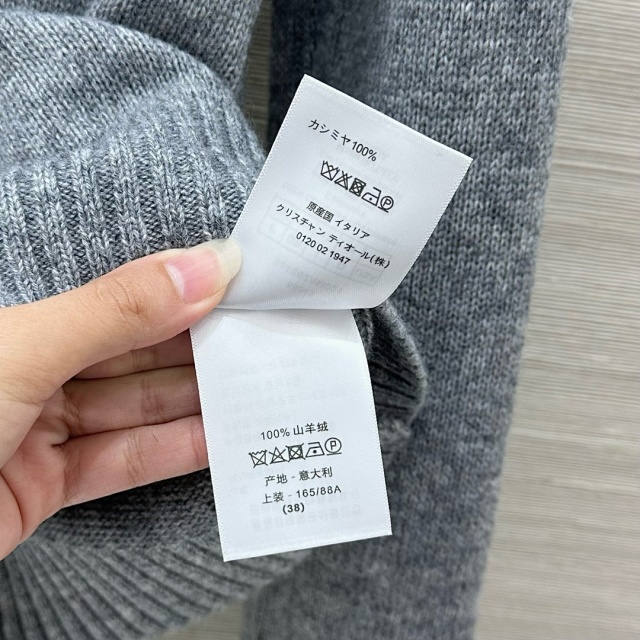 カシミヤ100%
原産国 イタリア
クリスチャン ディオール(株)
0120 02 1947
100% 山羊绒
产地 - 意大利
上装 - 165/88A
(38)